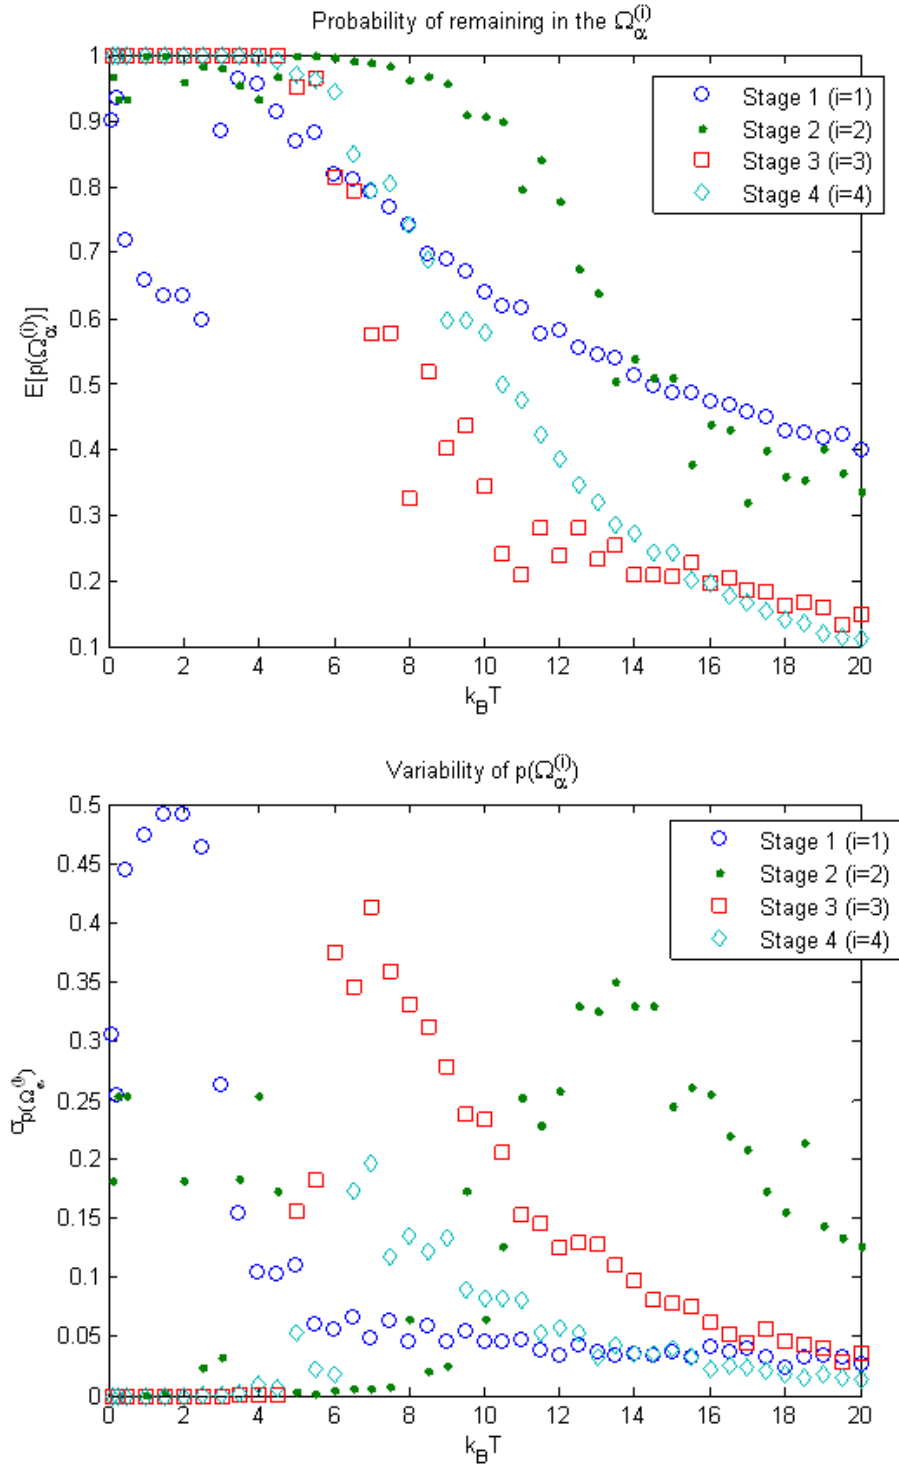 Probability of remaining in the Ω_α^(i)
1
0.9
0.8
0.7
0.6
0.5
0.4
0.3
0.2
0.1
E[p(Ω_α^(i))]
Stage 1 (i=1)
Stage 2 (i=2)
Stage 3 (i=3)
Stage 4 (i=4)
0 2 4 6 8 10 12 14 16 18 20
k_B T
Variability of p(Ω_α^(i))
0.5
0.45
0.4
0.35
0.3
0.25
0.2
0.15
0.1
0.05
0
Stage 1 (i=1)
Stage 2 (i=2)
Stage 3 (i=3)
Stage 4 (i=4)
0 2 4 6 8 10 12 14 16 18 20
k_B T